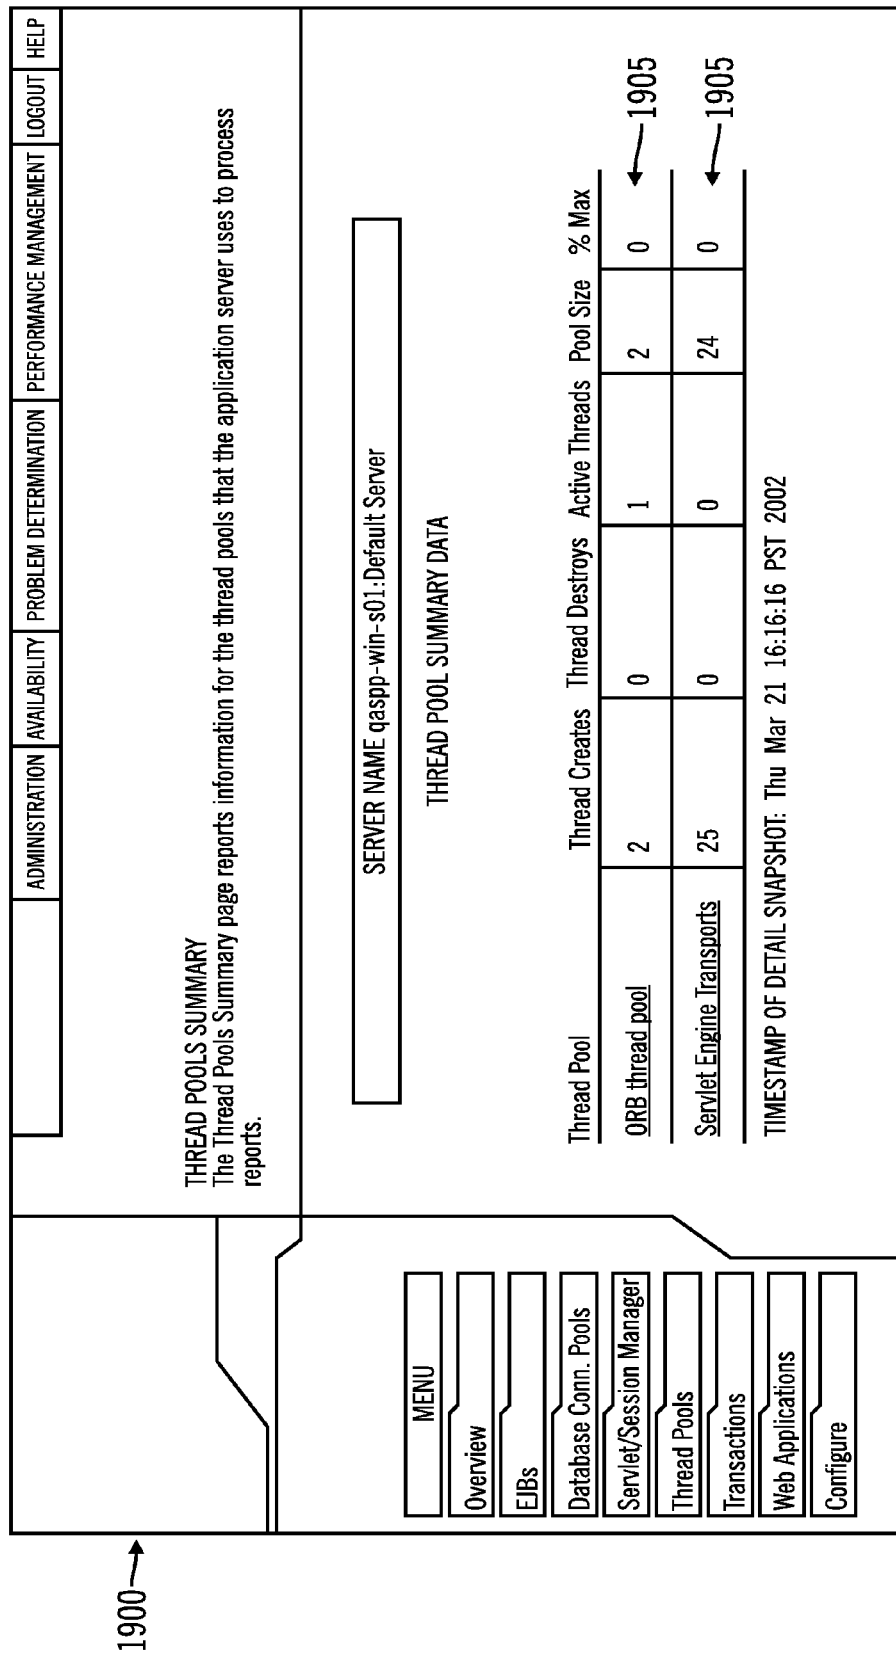 1900
ADMINISTRATION AVAILABILITY PROBLEM DETERMINATION PERFORMANCE MANAGEMENT LOGOUT HELP
THREAD POOLS SUMMARY
The Thread Pools Summary page reports information for the thread pools that the application server uses to process
reports.
MENU
Overview
EJBs
Database Conn. Pools
Servlet/Session Manager
Thread Pools
Transactions
Web Applications
Configure
SERVER NAME qaspp-win-s01:Default Server
THREAD POOL SUMMARY DATA
Thread Pool Thread Creates Thread Destroys Active Threads Pool Size % Max
ORB thread pool 2 0 1 2 0 1905
Servlet Engine Transports 25 0 0 24 0 1905
TIMESTAMP OF DETAIL SNAPSHOT: Thu Mar 21 16:16:16 PST 2002